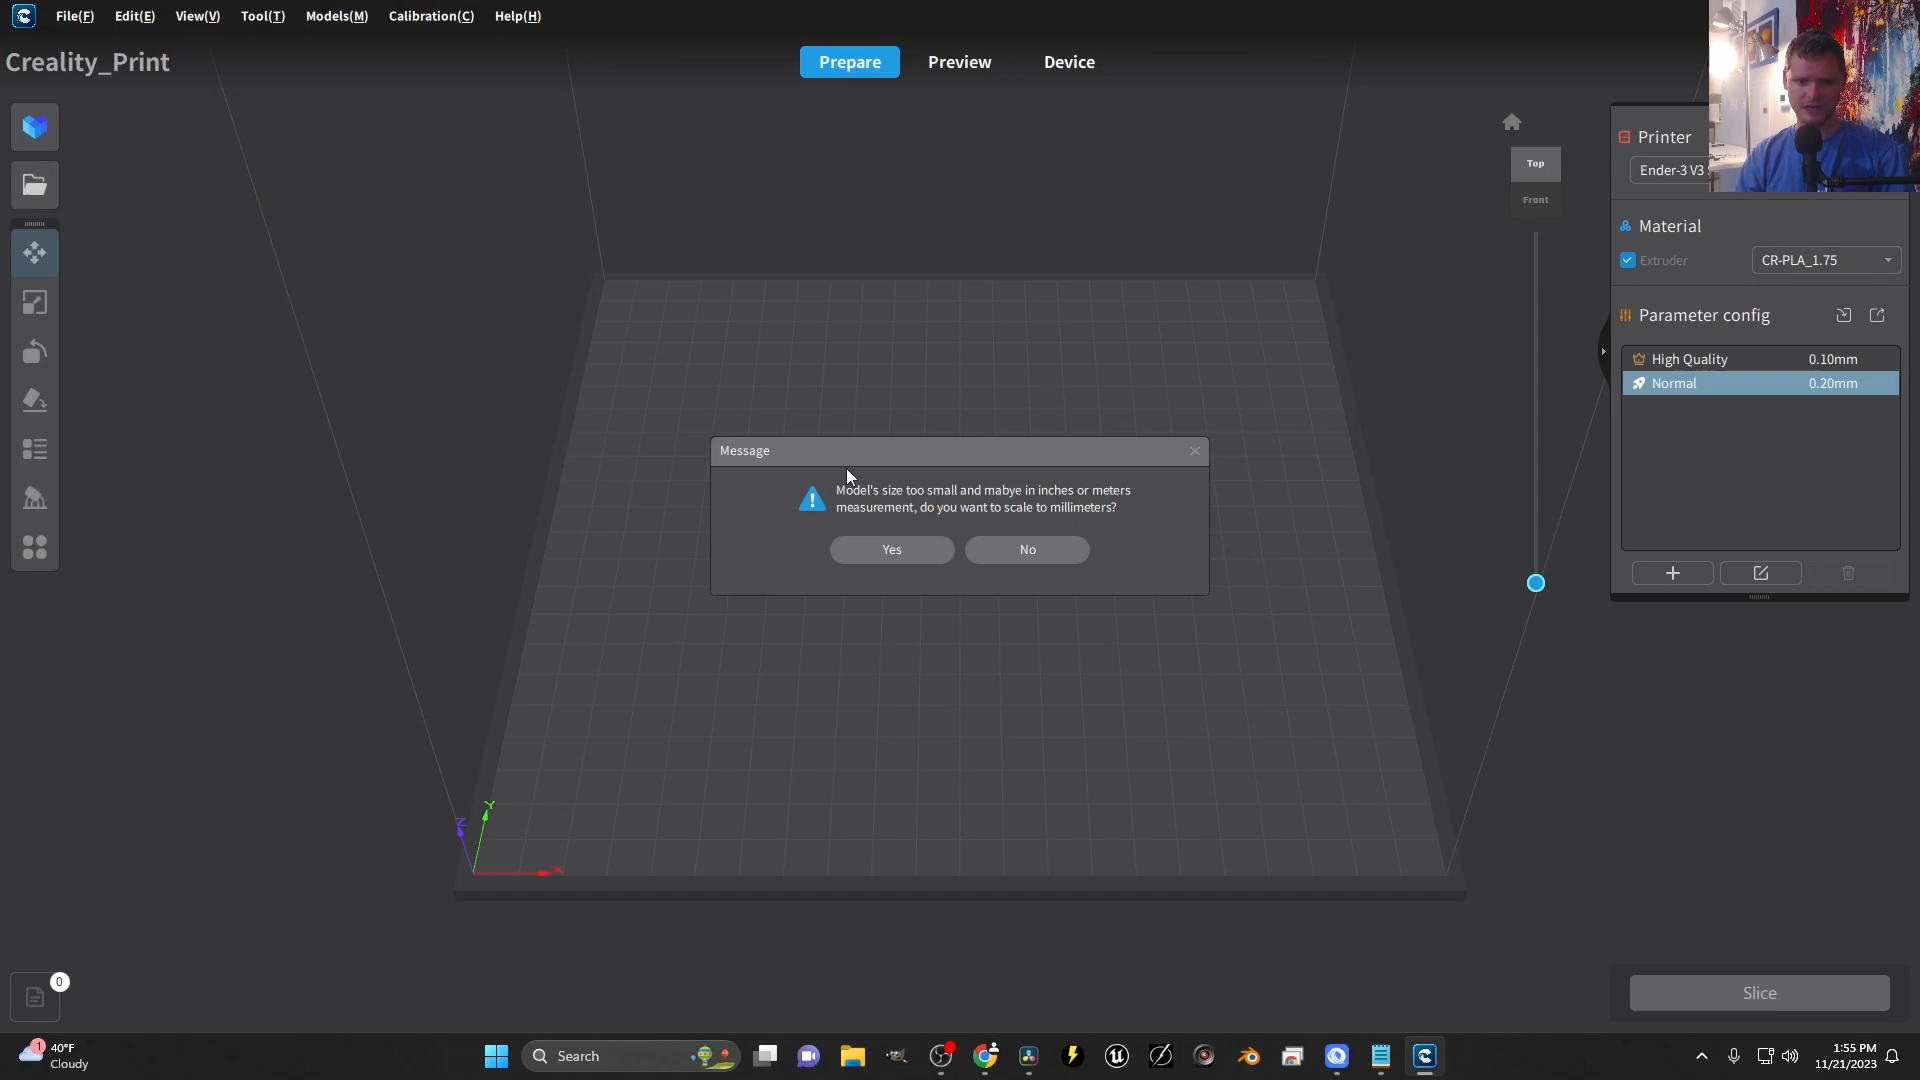 File(F) Edit(E) View(V) Tool(T) Models(M) Calibration(C) Help(H)
Creality_Print
Prepare Preview Device
Top
Front
Printer
Ender-3 V3
Material
Extruder CR-PLA_1.75
Parameter config
High Quality 0.10mm
Normal 0.20mm
Message
Model's size too small and mabye in inches or meters
measurement, do you want to scale to millimeters?
Yes No
Z Y X
0
Slice
1
40°F
Cloudy
Search
1:55 PM
11/21/2023